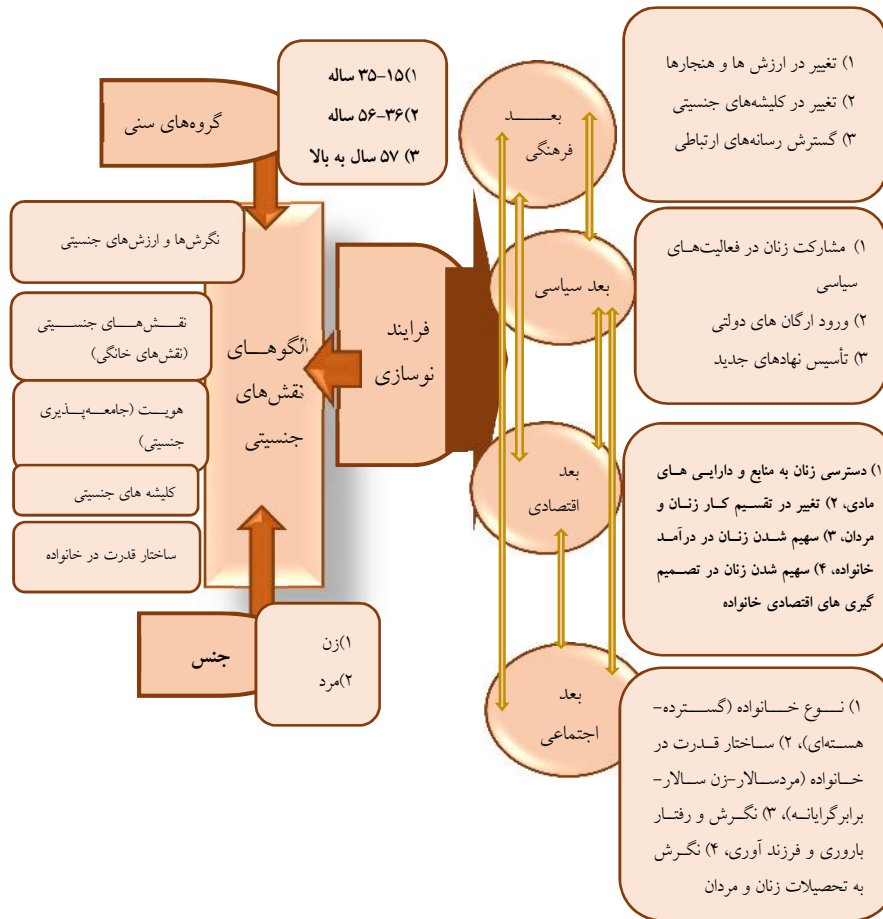 ۱) تغییر در ارزش ها و هنجارها
۲) تغییر در کلیشه‌های جنسیتی
۳) گسترش رسانه‌های ارتباطی
بعد
فرهنگی
۱)۱۵-۳۵ ساله
۲)۳۶-۵۶ ساله
۳) ۵۷ سال به بالا
گروه‌های سنی
۱) مشارکت زنان در فعالیت‌های
سیاسی
۲) ورود ارگان های دولتی
۳) تأسیس نهادهای جدید
بعد سیاسی
فرایند
نوسازی
الگوهای
نقش‌های
جنسیتی
نگرش‌ها و ارزش‌های جنسیتی
نقش‌های جنسیتی
(نقش‌های خانگی)
هویت (جامعه‌پذیری
جنسیتی)
کلیشه های جنسیتی
ساختار قدرت در خانواده
۱) دسترسی زنان به منابع و دارایی های
مادی، ۲) تغییر در تقسیم کار زنان و
مردان، ۳) سهیم شدن زنان در درآمد
خانواده، ۴) سهیم شدن زنان در تصمیم
گیری های اقتصادی خانواده
بعد
اقتصادی
۱)زن
۲)مرد
جنس
۱) نوع خانواده (گسترده-
هسته‌ای)، ۲) ساختار قدرت در
خانواده (مردسالار-زن سالار-
برابرگرایانه)، ۳) نگرش و رفتار
باروری و فرزند آوری، ۴) نگرش
به تحصیلات زنان و مردان
بعد
اجتماعی